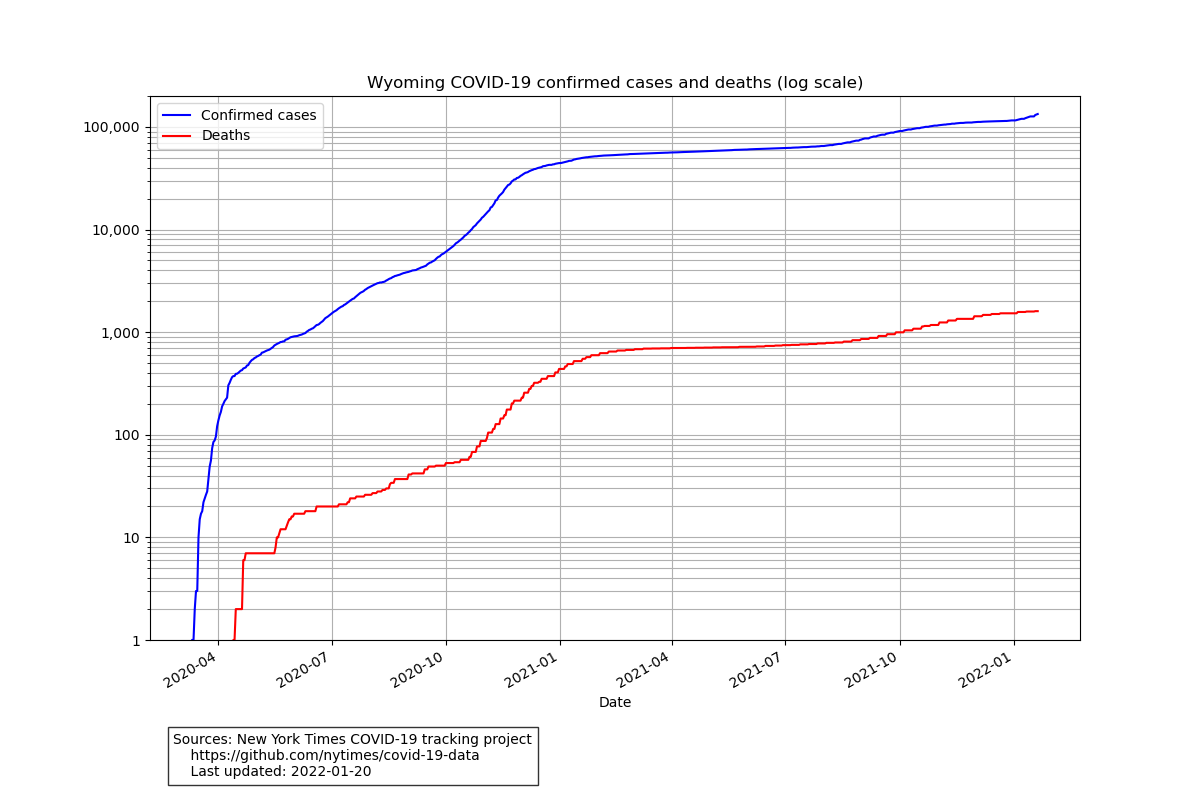 Wyoming COVID-19 confirmed cases and deaths (log scale)
Confirmed cases
Deaths
100,000
10,000
1,000
100
10
1
2020-04
2020-07
2020-10
2021-01
2021-04
2021-07
2021-10
2022-01
Date
Sources: New York Times COVID-19 tracking project
https://github.com/nytimes/covid-19-data
Last updated: 2022-01-20